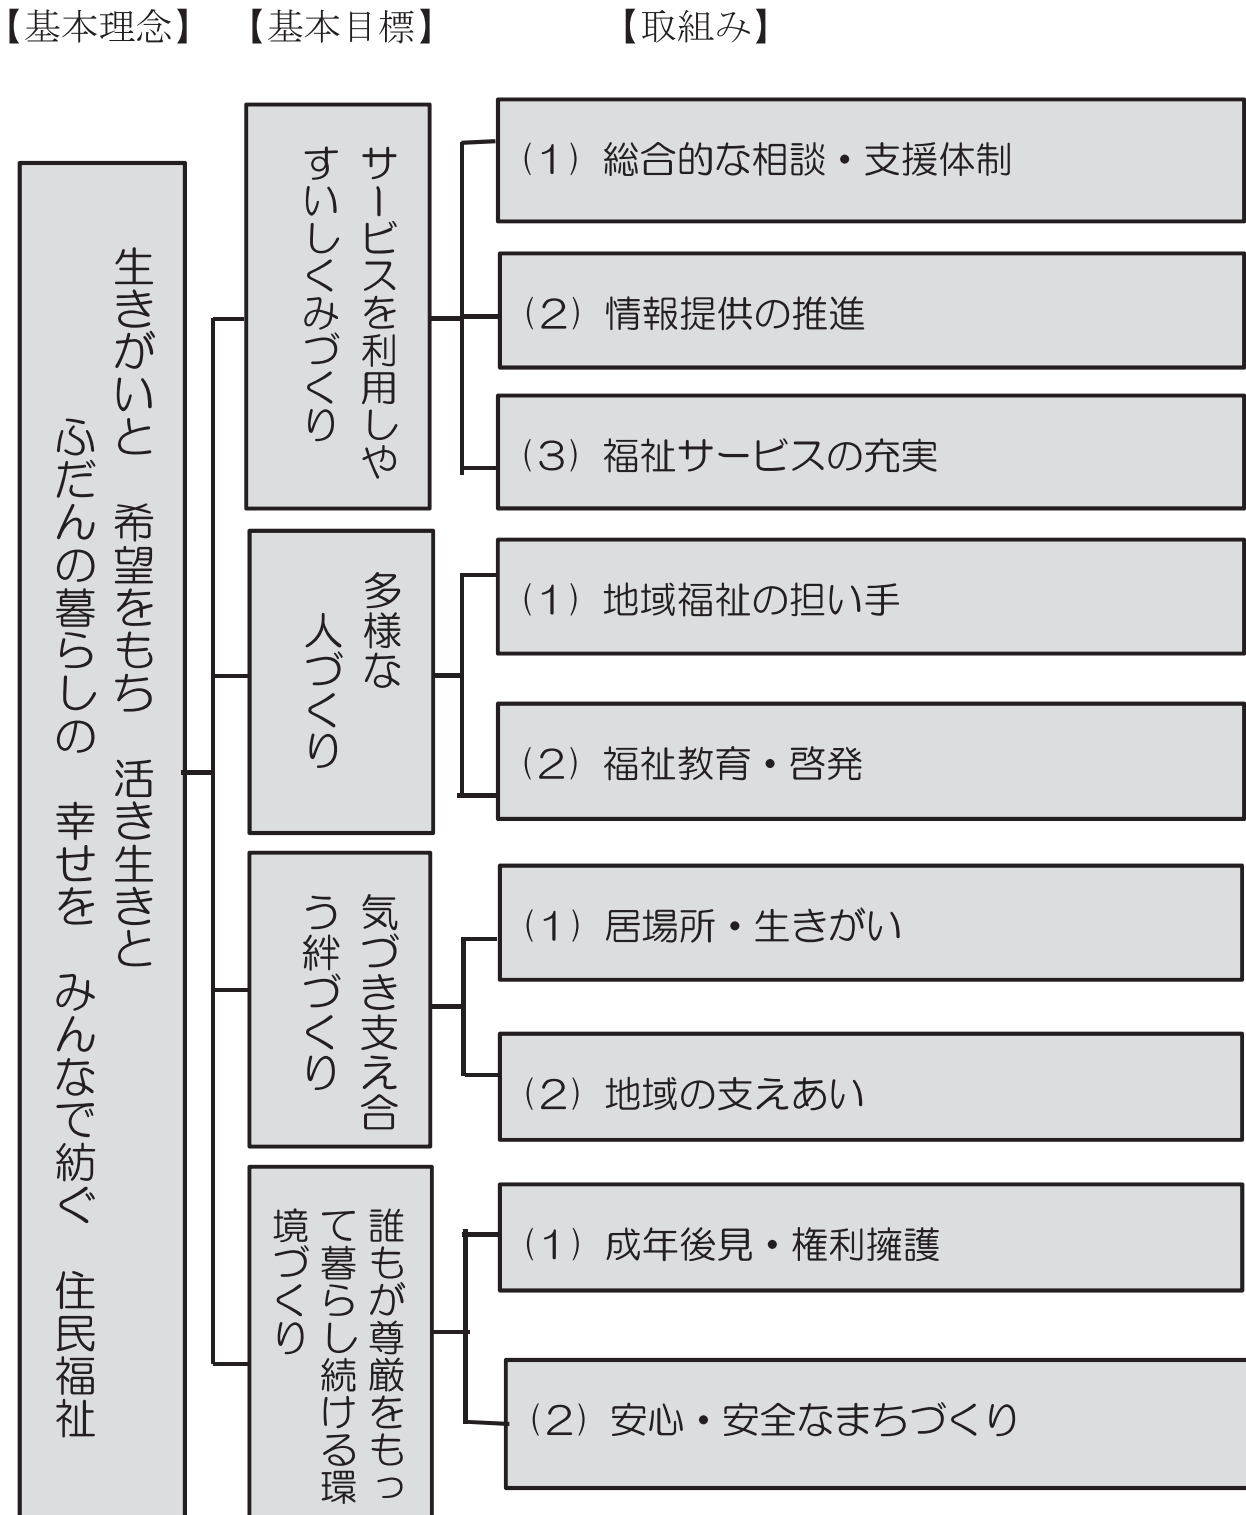 【基本理念】 【基本目標】 【取組み】
生きがいと 希望をもち 活き生きと
ふだんの暮らしの 幸せを みんなで紡ぐ 住民福祉
サービスを利用しや
すいしくみづくり
(1) 総合的な相談・支援体制
(2) 情報提供の推進
(3) 福祉サービスの充実
多様な
人づくり
(1) 地域福祉の担い手
(2) 福祉教育・啓発
気づき支え合
う絆づくり
(1) 居場所・生きがい
(2) 地域の支えあい
誰もが尊厳をもっ
て暮らし続ける環
境づくり
(1) 成年後見・権利擁護
(2) 安心・安全なまちづくり